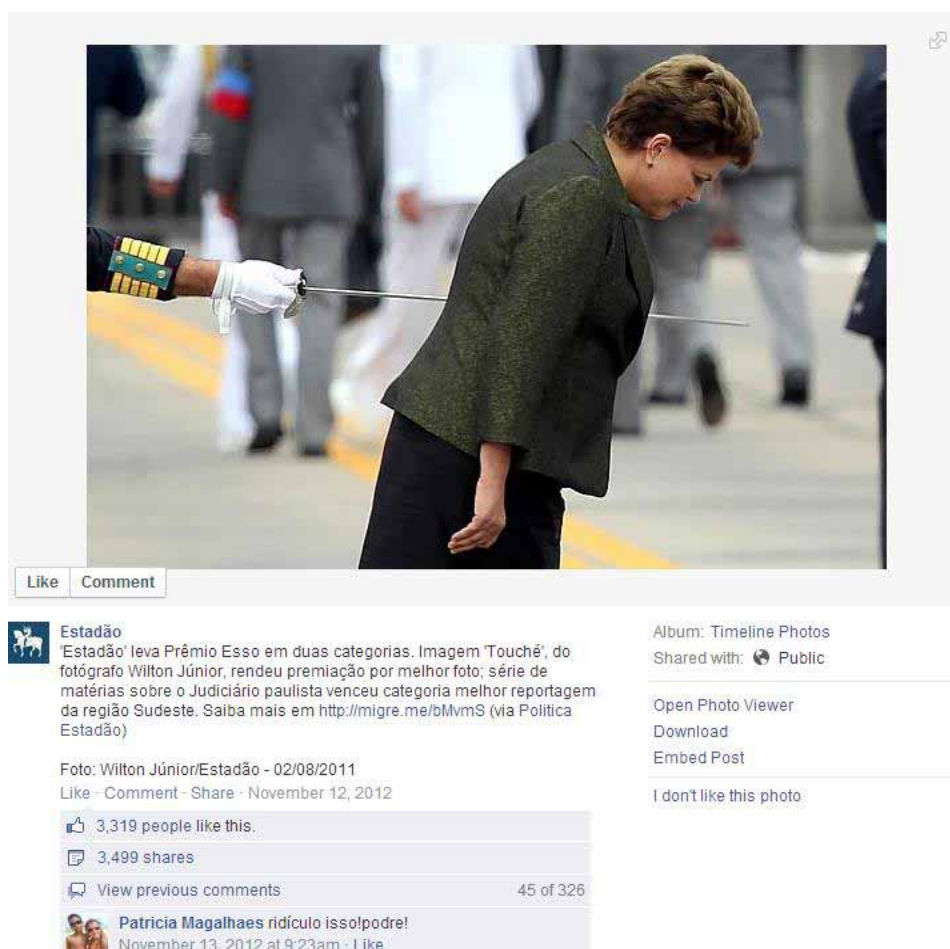 Like Comment
Estadão
'Estadão' leva Prêmio Esso em duas categorias. Imagem 'Touché', do
fotógrafo Wilton Júnior, rendeu premiação por melhor foto; série de
matérias sobre o Judiciário paulista venceu categoria melhor reportagem
da região Sudeste. Saiba mais em http://migre.me/bMvmS (via Politica
Estadão)
Foto: Wilton Júnior/Estadão - 02/08/2011
Like · Comment · Share · November 12, 2012
3,319 people like this.
3,499 shares
View previous comments 45 of 326
Patricia Magalhaes ridículo isso!podre!
November 13, 2012 at 9:23am · Like
Album: Timeline Photos
Shared with: Public
Open Photo Viewer
Download
Embed Post
I don't like this photo